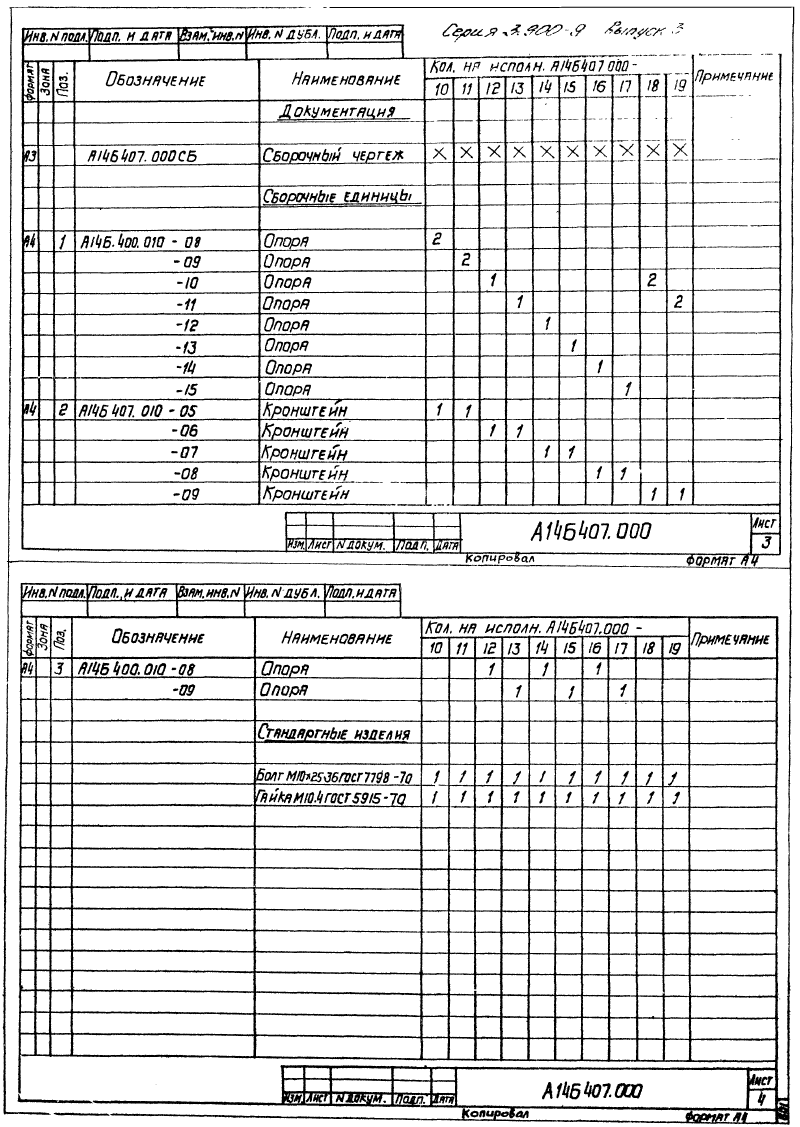 Серия 3.900-9 Выпуск 3
Инв. N подл. Подп. и дата Взам. инв. N Инв. N дубл. Подп. и дата
Формат Зона Поз. Обозначение Наименование Кол. на исполн. А14Б407.000- Примечание
10 11 12 13 14 15 16 17 18 19
Документация
А3 А14Б407.000СБ Сборочный чертеж X X X X X X X X X X
Сборочные единицы
А4 1 А14Б.400.010 - 08 Опора 2
-09 Опора 2
-10 Опора 1 2
-11 Опора 1 2
-12 Опора 1
-13 Опора 1
-14 Опора 1
-15 Опора 1
А4 2 А14Б 407.010 - 05 Кронштейн 1 1
-06 Кронштейн 1 1
-07 Кронштейн 1 1
-08 Кронштейн 1 1
-09 Кронштейн 1 1
А14Б407.000 Лист
3
Изм. Лист N докум. Подп. Дата
Копировал Формат А4
Инв. N подл. Подп. и дата Взам. инв. N Инв. N дубл. Подп. и дата
Формат Зона Поз. Обозначение Наименование Кол. на исполн. А14Б407.000 - Примечание
10 11 12 13 14 15 16 17 18 19
А4 3 А14Б 400.010 -08 Опора 1 1 1
-09 Опора 1 1 1
Стандартные изделия
Болт М10×25.36 ГОСТ 7798-70 1 1 1 1 1 1 1 1 1 1
Гайка М10.4 ГОСТ 5915-70 1 1 1 1 1 1 1 1 1 1
А14Б407.000 Лист
4
Изм. Лист N докум. Подп. Дата
Копировал Формат А4